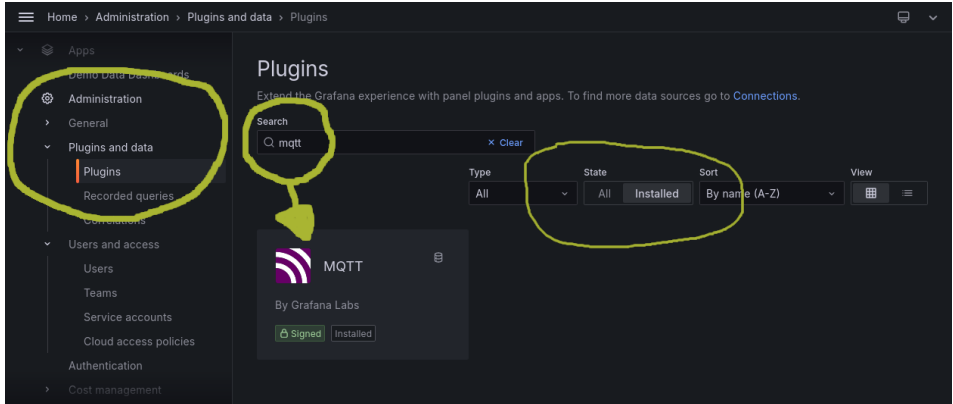 Home › Administration › Plugins and data › Plugins
Apps
Demo Data Dashboards
Administration
General
Plugins and data
Plugins
Recorded queries
Correlations
Users and access
Users
Teams
Service accounts
Cloud access policies
Authentication
Cost management
Plugins
Extend the Grafana experience with panel plugins and apps. To find more data sources go to Connections.
Search
mqtt × Clear
Type State Sort View
All All Installed By name (A-Z)
MQTT
By Grafana Labs
Signed Installed